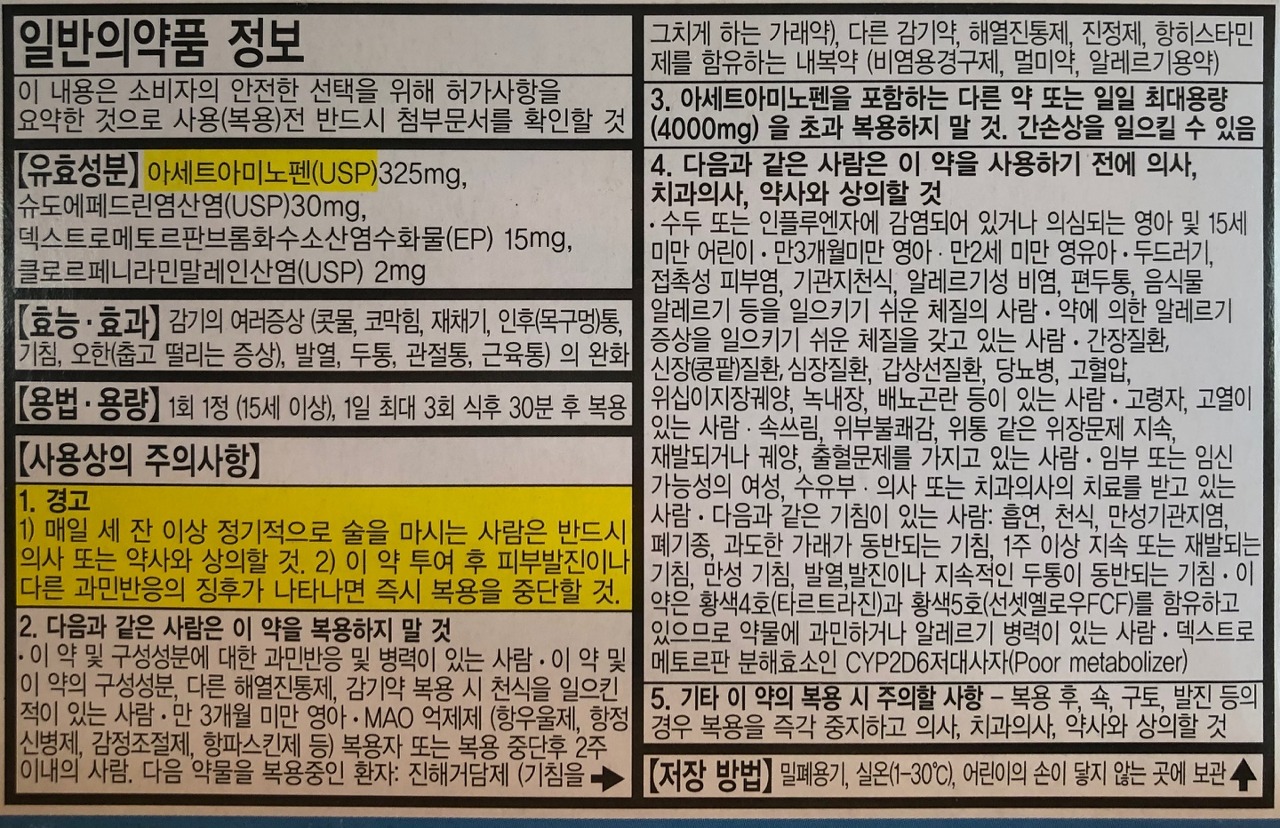 일반의약품 정보
이 내용은 소비자의 안전한 선택을 위해 허가사항을
요약한 것으로 사용(복용)전 반드시 첨부문서를 확인할 것
【유효성분】 아세트아미노펜(USP)325mg,
슈도에페드린염산염(USP)30mg,
덱스트로메토르판브롬화수소산염수화물(EP) 15mg,
클로르페니라민말레인산염(USP) 2mg
【효능·효과】 감기의 여러증상 (콧물, 코막힘, 재채기, 인후(목구멍)통,
기침, 오한(춥고 떨리는 증상), 발열, 두통, 관절통, 근육통) 의 완화
【용법·용량】 1회 1정 (15세 이상), 1일 최대 3회 식후 30분 후 복용
【사용상의 주의사항】
1. 경고
1) 매일 세 잔 이상 정기적으로 술을 마시는 사람은 반드시
의사 또는 약사와 상의할 것. 2) 이 약 투여 후 피부발진이나
다른 과민반응의 징후가 나타나면 즉시 복용을 중단할 것.
2. 다음과 같은 사람은 이 약을 복용하지 말 것
·이 약 및 구성성분에 대한 과민반응 및 병력이 있는 사람·이 약 및
이 약의 구성성분, 다른 해열진통제, 감기약 복용 시 천식을 일으킨
적이 있는 사람·만 3개월 미만 영아·MAO 억제제 (항우울제, 항정
신병제, 감정조절제, 항파스킨제 등) 복용자 또는 복용 중단후 2주
이내의 사람. 다음 약물을 복용중인 환자: 진해거담제 (기침을 ➡
그치게 하는 가래약), 다른 감기약, 해열진통제, 진정제, 항히스타민
제를 함유하는 내복약 (비염용경구제, 멀미약, 알레르기용약)
3. 아세트아미노펜을 포함하는 다른 약 또는 일일 최대용량
(4000mg) 을 초과 복용하지 말 것. 간손상을 일으킬 수 있음
4. 다음과 같은 사람은 이 약을 사용하기 전에 의사,
치과의사, 약사와 상의할 것
·수두 또는 인플루엔자에 감염되어 있거나 의심되는 영아 및 15세
미만 어린이·만3개월미만 영아·만2세 미만 영유아·두드러기,
접촉성 피부염, 기관지천식, 알레르기성 비염, 편두통, 음식물
알레르기 등을 일으키기 쉬운 체질의 사람·약에 의한 알레르기
증상을 일으키기 쉬운 체질을 갖고 있는 사람·간장질환,
신장(콩팥)질환, 심장질환, 갑상선질환, 당뇨병, 고혈압,
위십이지장궤양, 녹내장, 배뇨곤란 등이 있는 사람·고령자, 고열이
있는 사람·속쓰림, 위부불쾌감, 위통 같은 위장문제 지속,
재발되거나 궤양, 출혈문제를 가지고 있는 사람·임부 또는 임신
가능성의 여성, 수유부·의사 또는 치과의사의 치료를 받고 있는
사람·다음과 같은 기침이 있는 사람: 흡연, 천식, 만성기관지염,
폐기종, 과도한 가래가 동반되는 기침, 1주 이상 지속 또는 재발되는
기침, 만성 기침, 발열,발진이나 지속적인 두통이 동반되는 기침·이
약은 황색4호(타르트라진)과 황색5호(선셋옐로우FCF)를 함유하고
있으므로 약물에 과민하거나 알레르기 병력이 있는 사람·덱스트로
메토르판 분해효소인 CYP2D6저대사자(Poor metabolizer)
5. 기타 이 약의 복용 시 주의할 사항 – 복용 후, 쇽, 구토, 발진 등의
경우 복용을 즉각 중지하고 의사, 치과의사, 약사와 상의할 것
【저장 방법】 밀폐용기, 실온(1-30℃), 어린이의 손이 닿지 않는 곳에 보관 ⬆